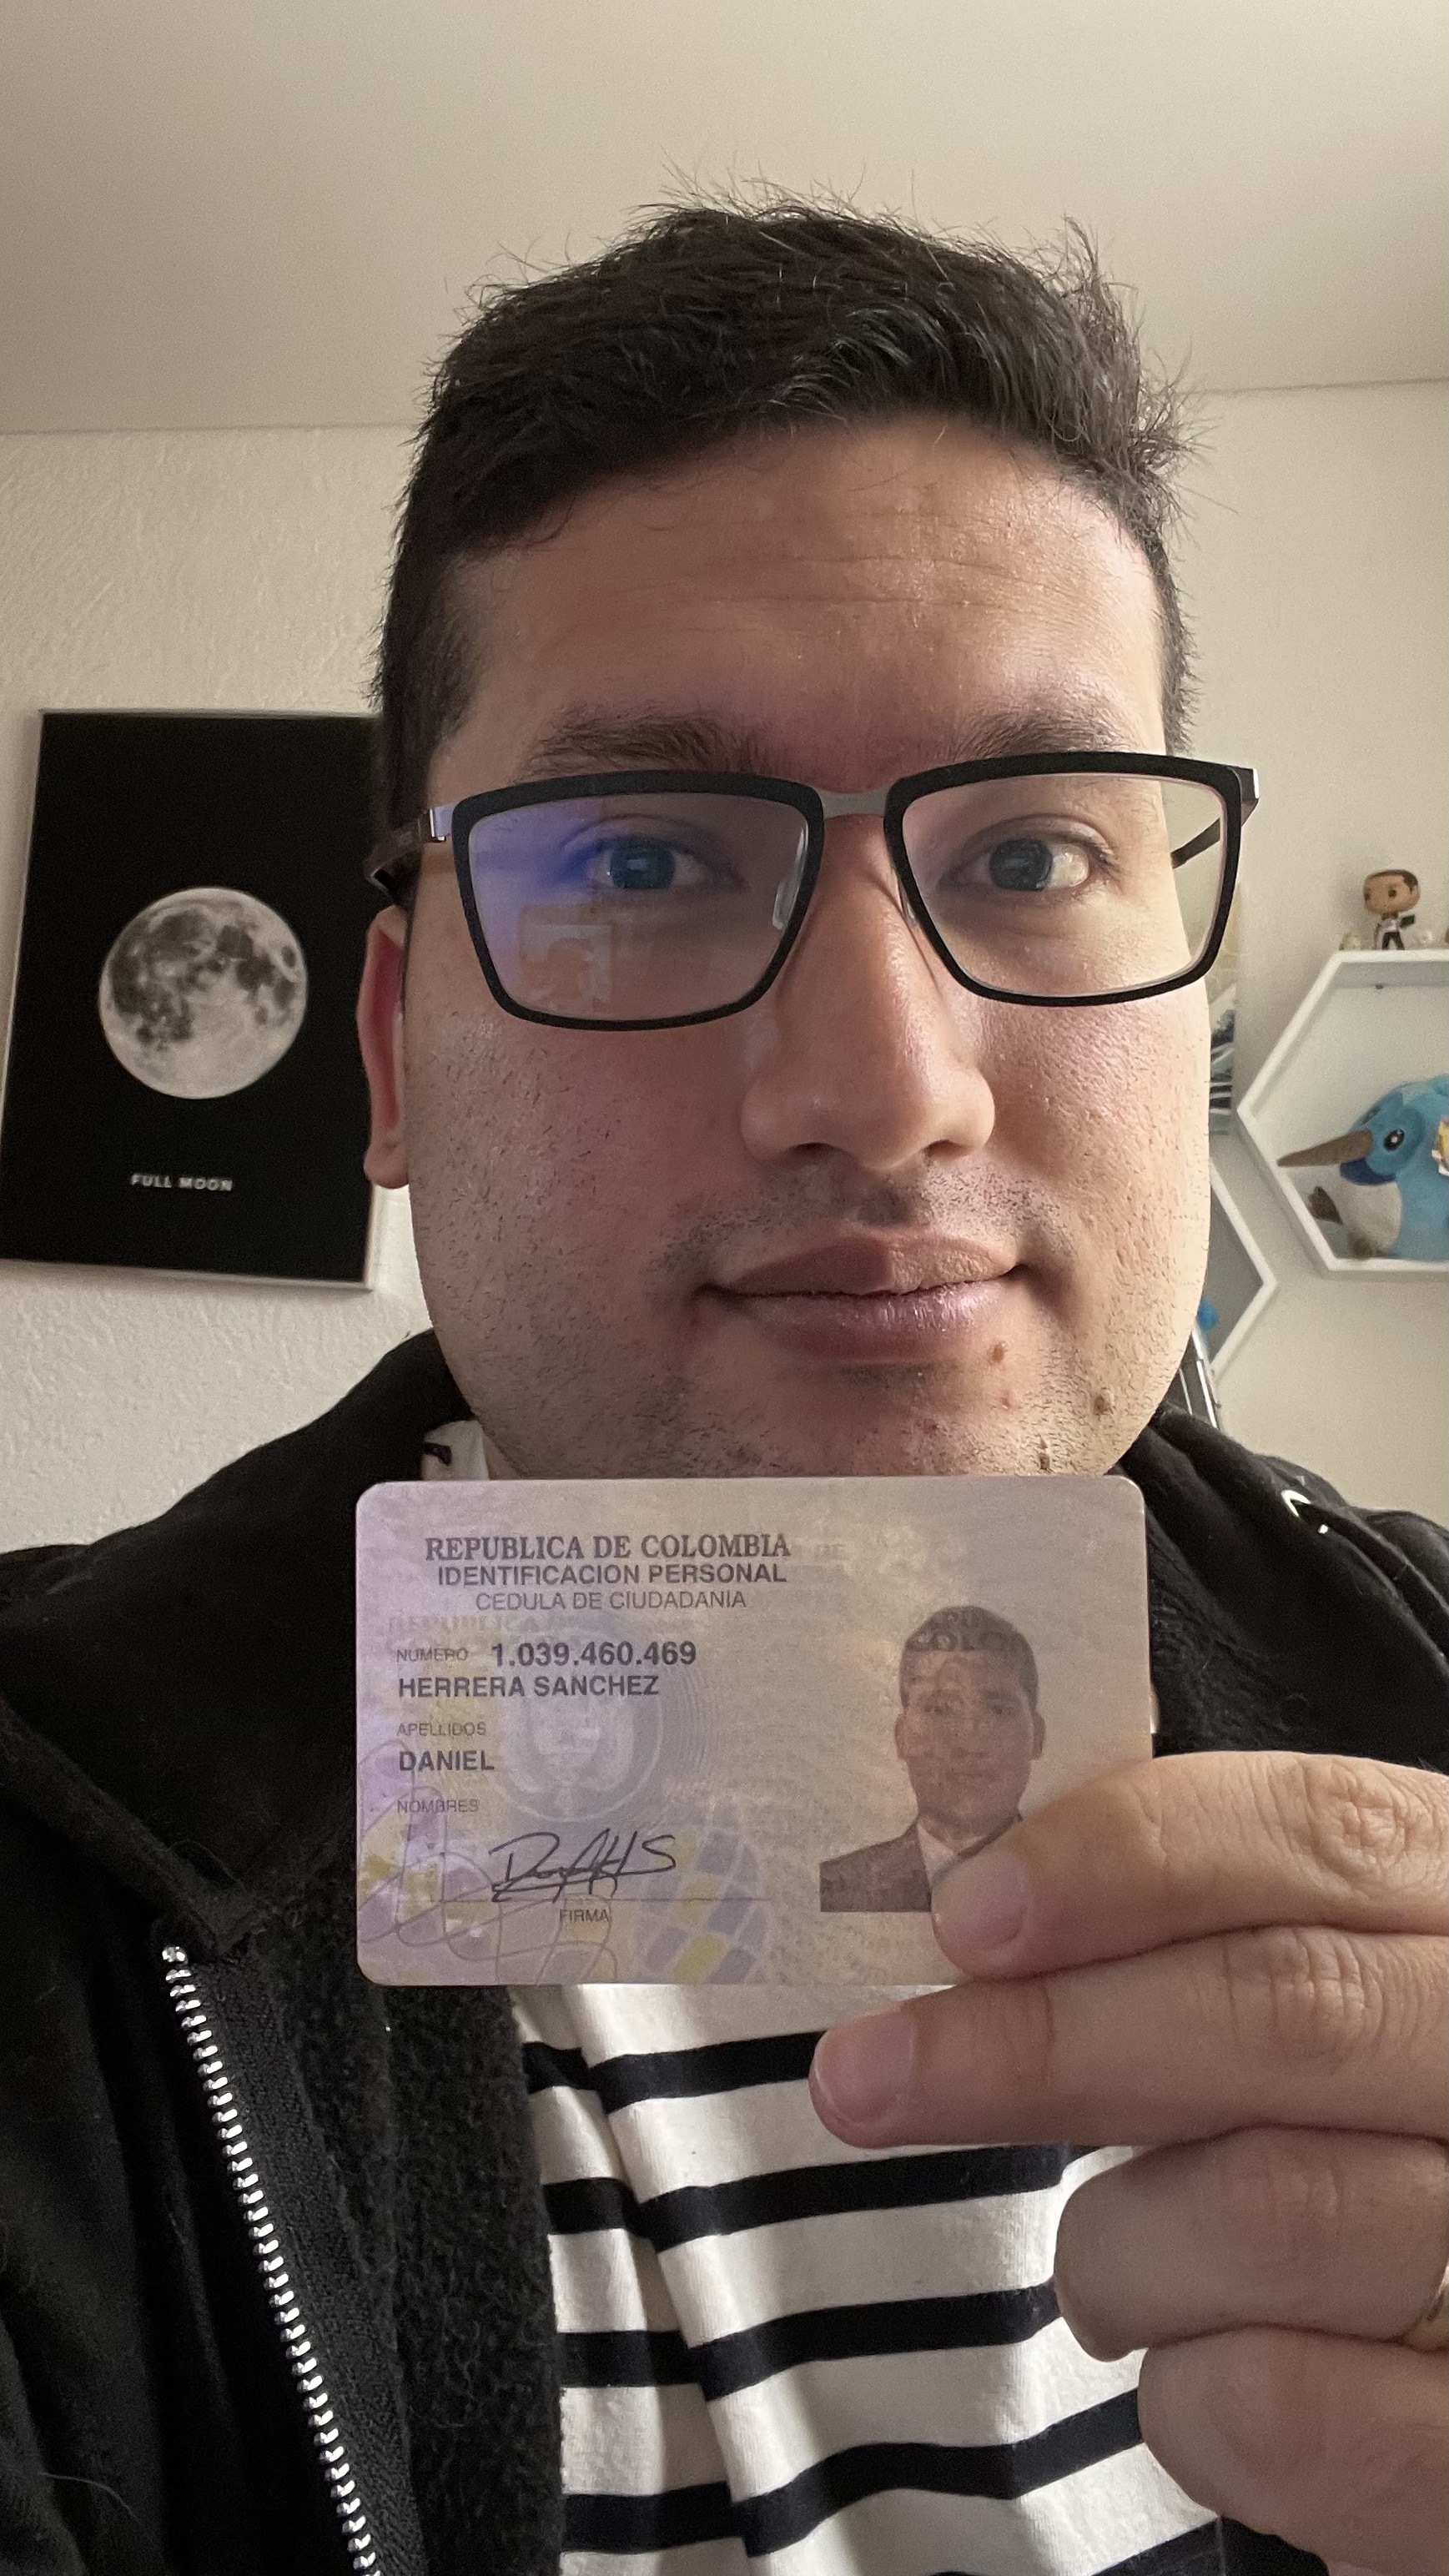 FULL MOON
REPUBLICA DE COLOMBIA
IDENTIFICACION PERSONAL
CEDULA DE CIUDADANIA
NUMERO 1.039.460.469
HERRERA SANCHEZ
APELLIDOS
DANIEL
NOMBRES
FIRMA